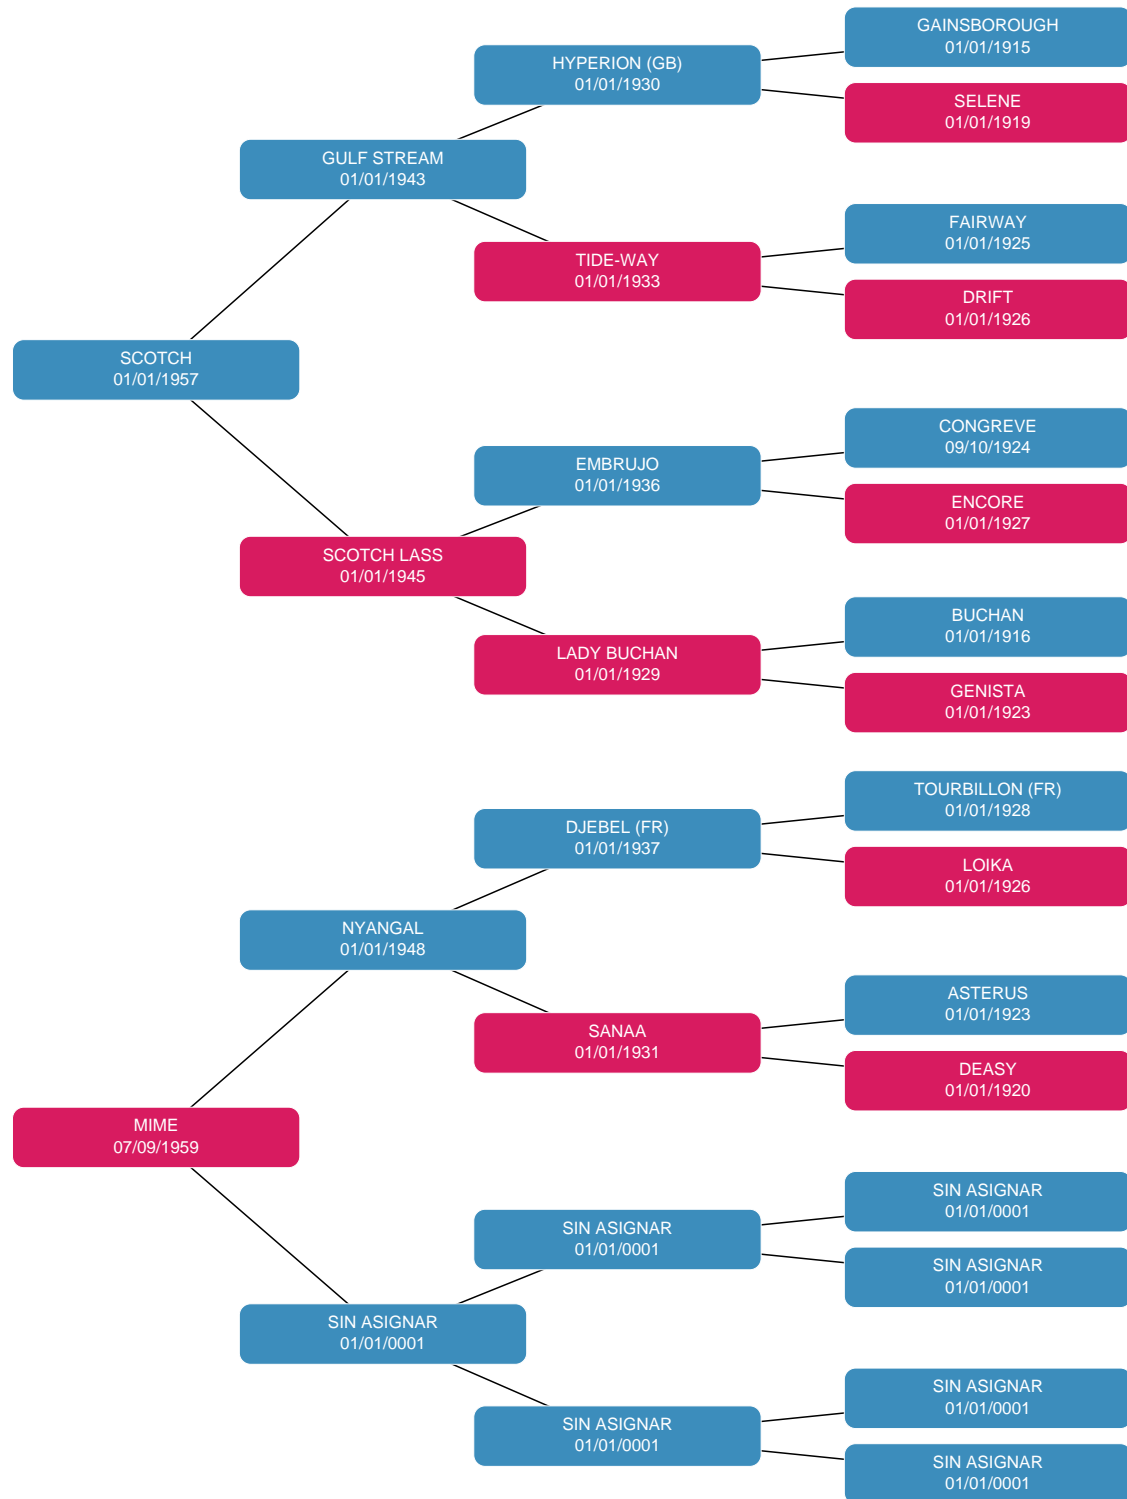 GAINSBOROUGH
01/01/1915
HYPERION (GB)
01/01/1930
SELENE
01/01/1919
GULF STREAM
01/01/1943
FAIRWAY
01/01/1925
TIDE-WAY
01/01/1933
DRIFT
01/01/1926
SCOTCH
01/01/1957
CONGREVE
09/10/1924
EMBRUJO
01/01/1936
ENCORE
01/01/1927
SCOTCH LASS
01/01/1945
BUCHAN
01/01/1916
LADY BUCHAN
01/01/1929
GENISTA
01/01/1923
TOURBILLON (FR)
01/01/1928
DJEBEL (FR)
01/01/1937
LOIKA
01/01/1926
NYANGAL
01/01/1948
ASTERUS
01/01/1923
SANAA
01/01/1931
DEASY
01/01/1920
MIME
07/09/1959
SIN ASIGNAR
01/01/0001
SIN ASIGNAR
01/01/0001
SIN ASIGNAR
01/01/0001
SIN ASIGNAR
01/01/0001
SIN ASIGNAR
01/01/0001
SIN ASIGNAR
01/01/0001
SIN ASIGNAR
01/01/0001